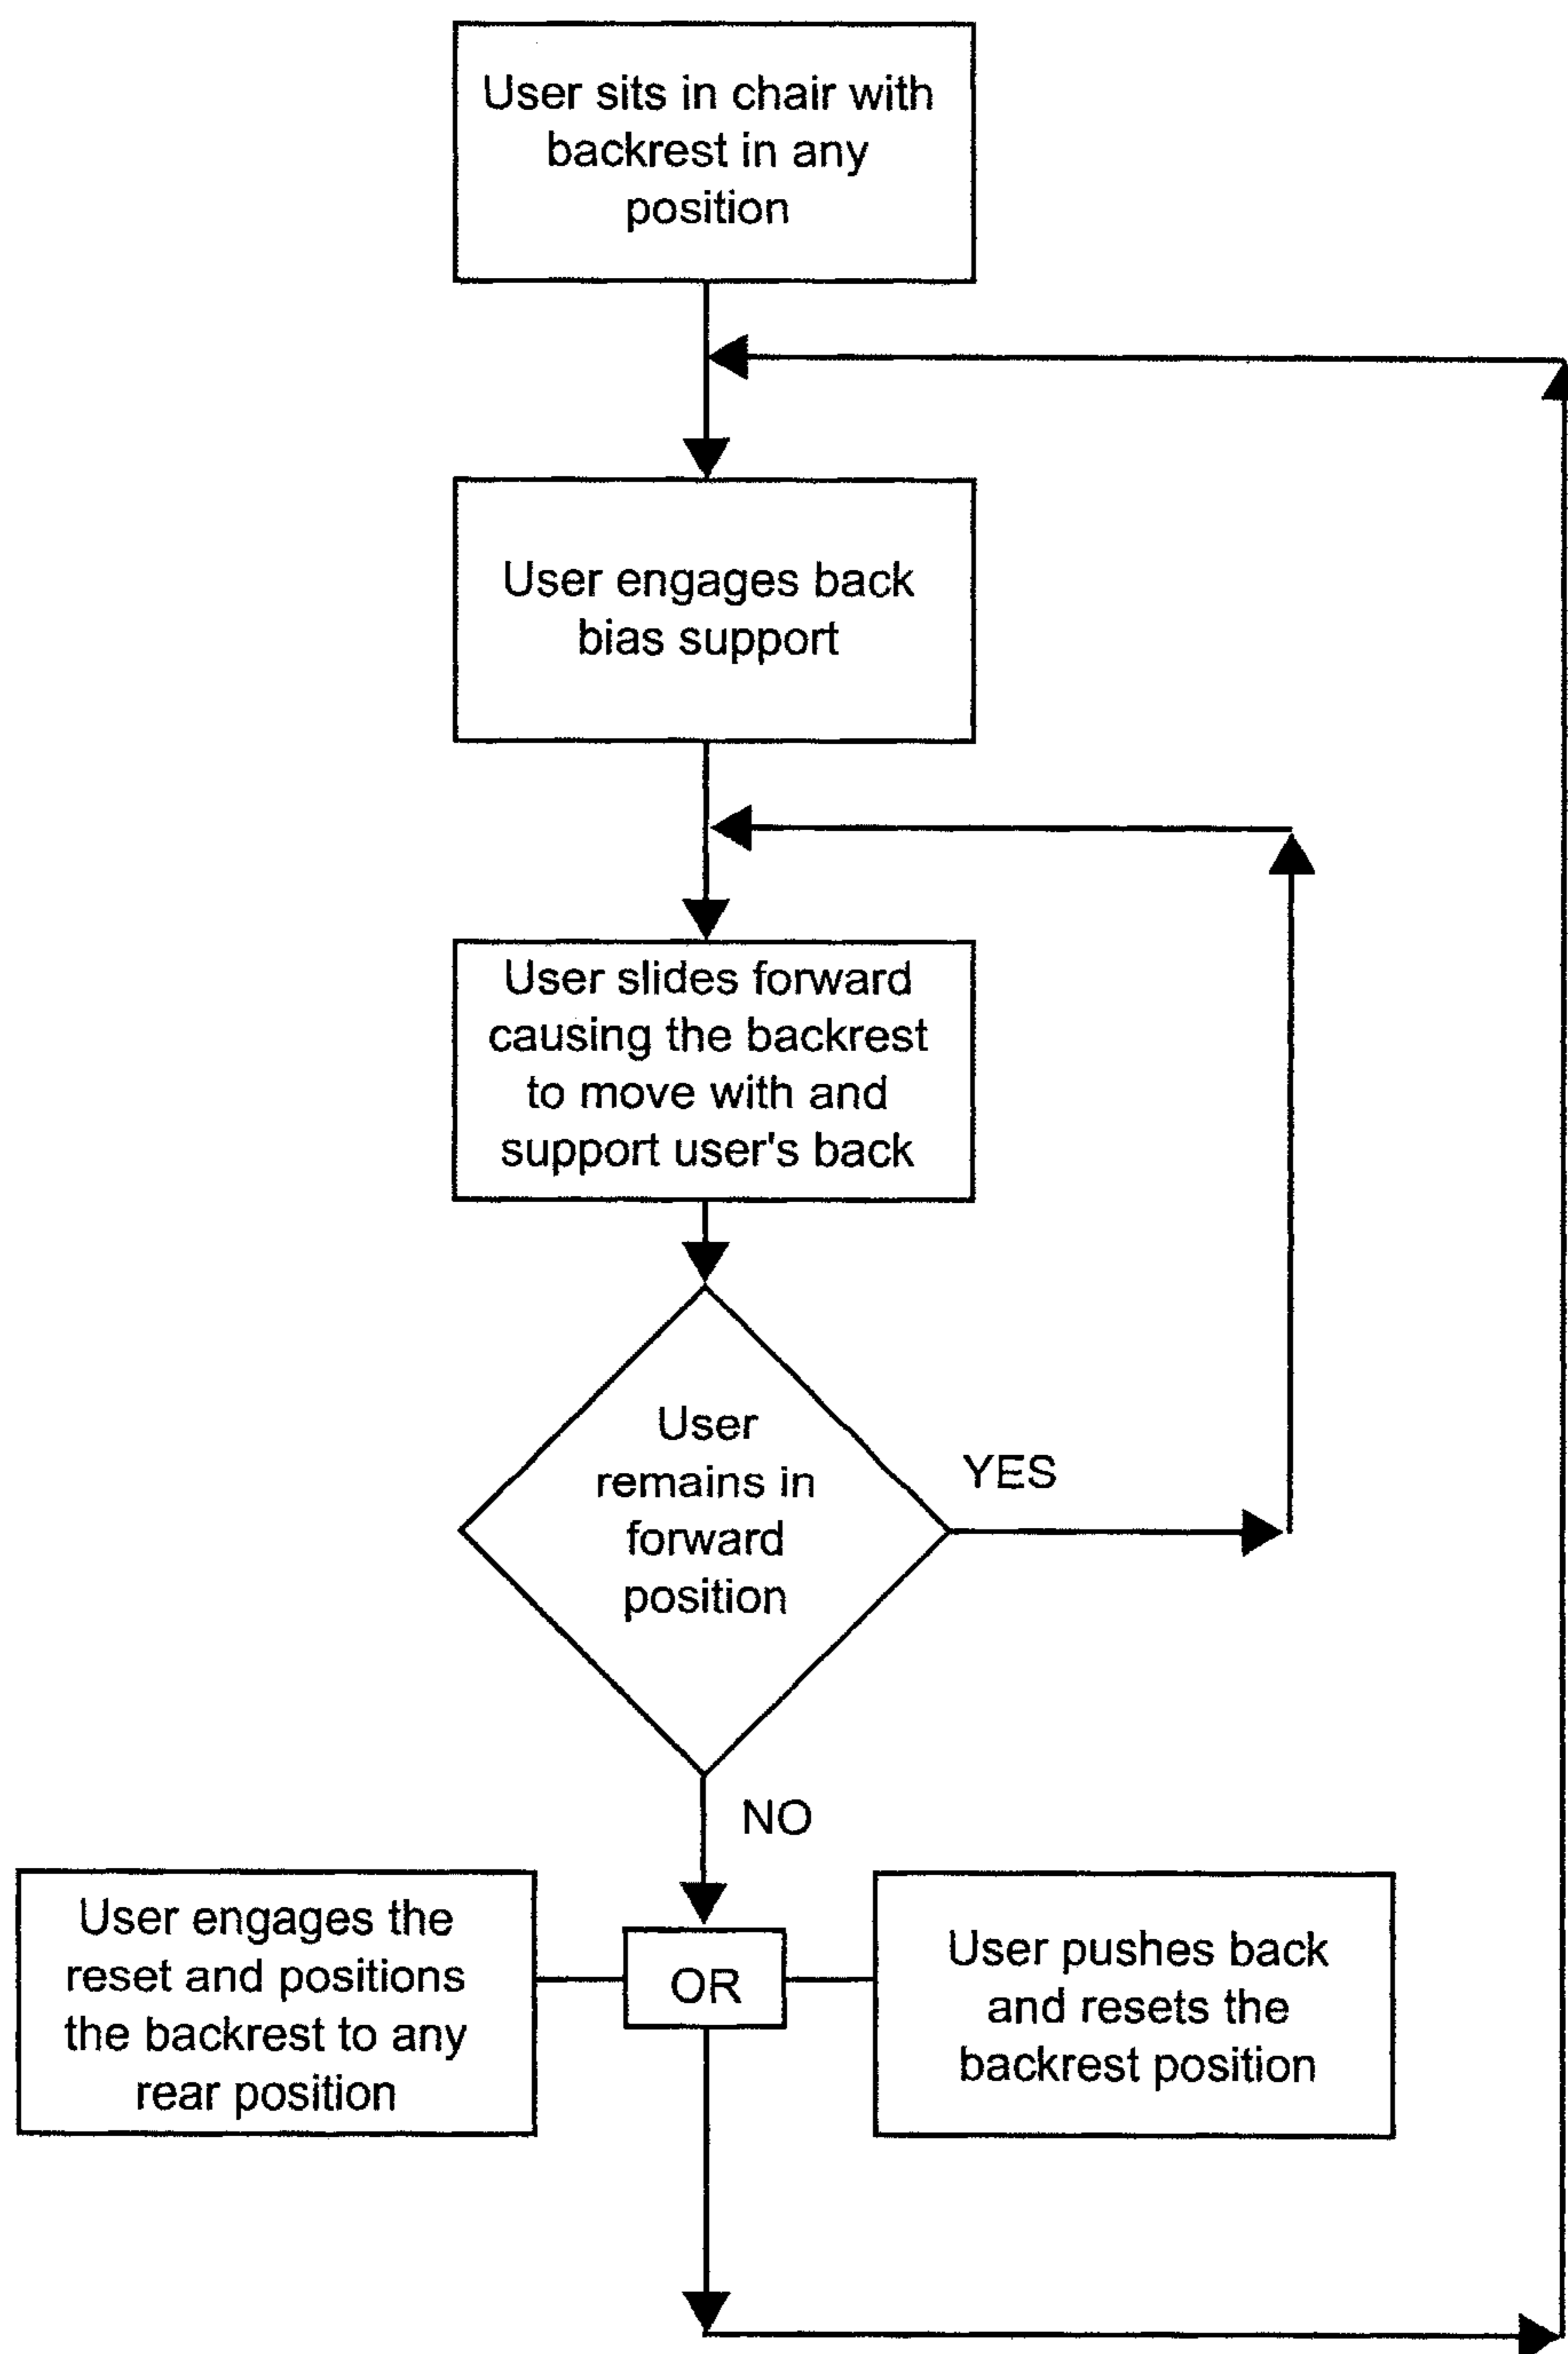 User sits in chair with
backrest in any
position
User engages back
bias support
User slides forward
causing the backrest
to move with and
support user's back
User
remains in
forward
position
YES
NO
User engages the
reset and positions
the backrest to any
rear position
OR
User pushes back
and resets the
backrest position